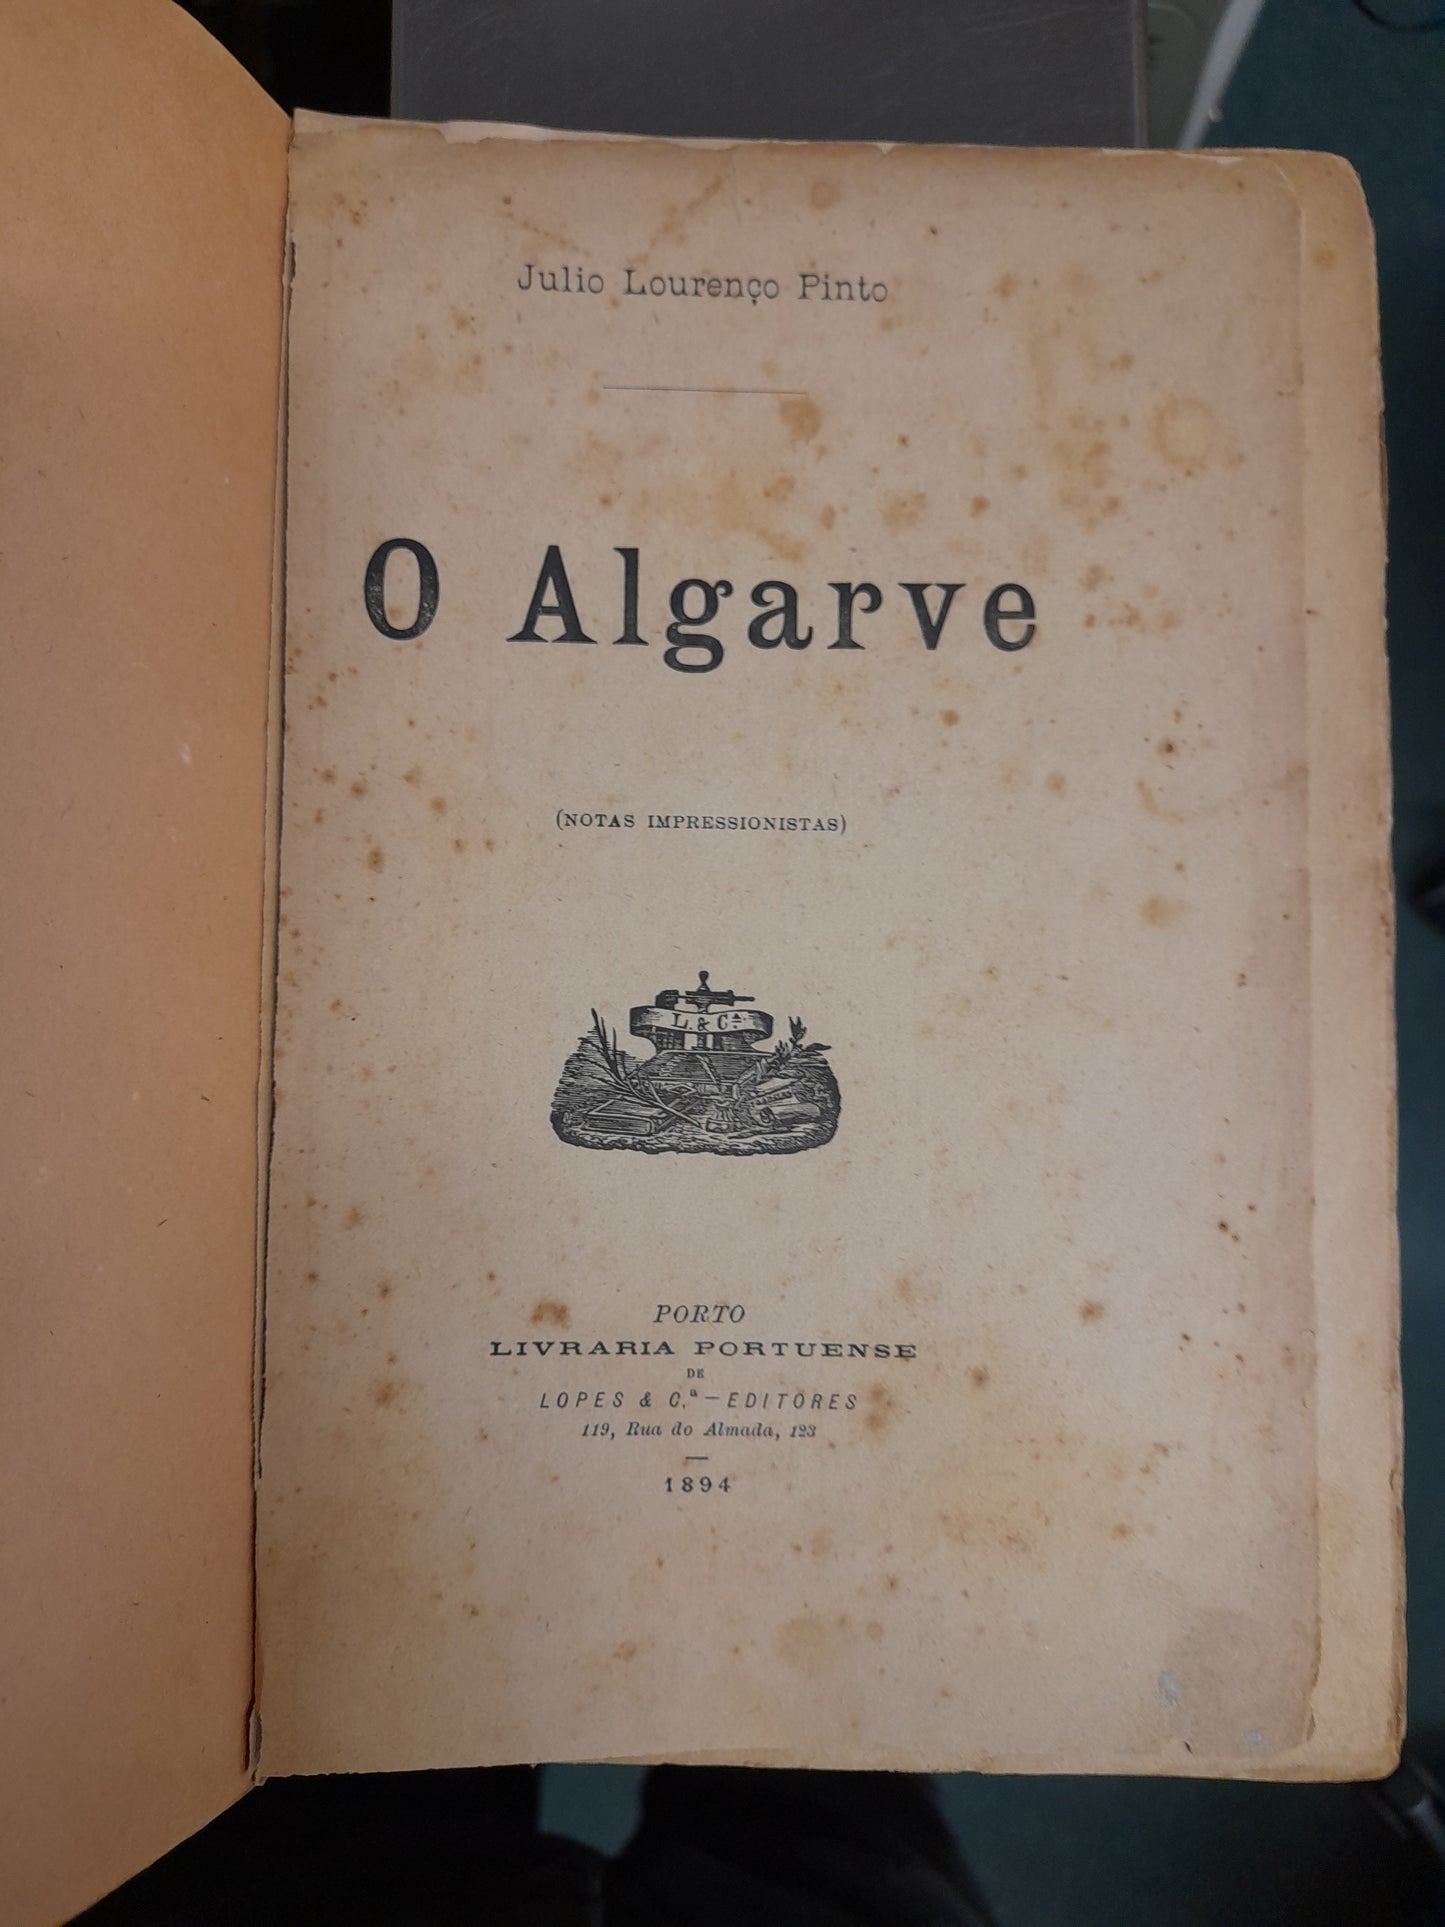 Julio Lourenço Pinto
O Algarve
(NOTAS IMPRESSIONISTAS)
L. & C.ª
PORTO
LIVRARIA PORTUENSE
DE
LOPES & C.ª — EDITORES
119, Rua do Almada, 123
1894